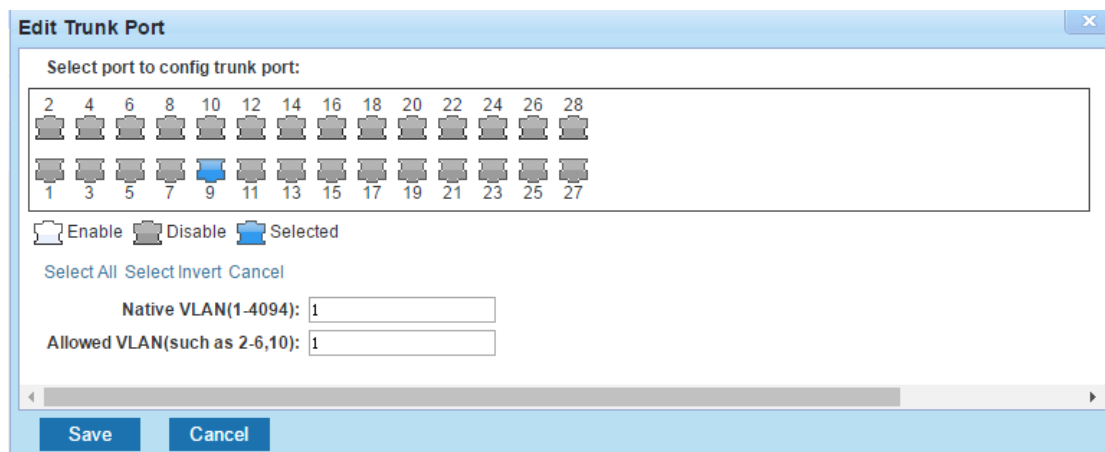 Edit Trunk Port
Select port to config trunk port:
2 4 6 8 10 12 14 16 18 20 22 24 26 28
1 3 5 7 9 11 13 15 17 19 21 23 25 27
Enable Disable Selected
Select All Select Invert Cancel
Native VLAN(1-4094): 1
Allowed VLAN(such as 2-6,10): 1
Save Cancel